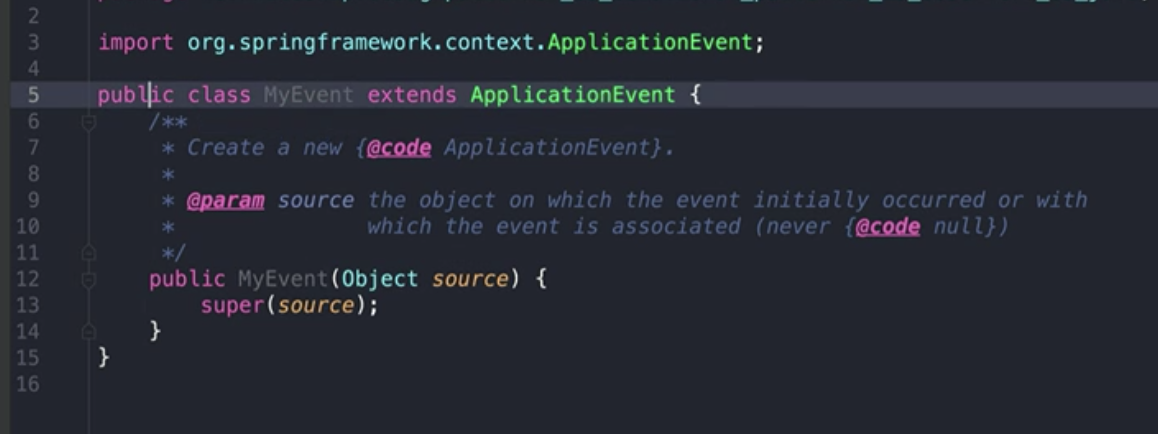 2
3 import org.springframework.context.ApplicationEvent;
4
5 public class MyEvent extends ApplicationEvent {
6 /**
7 * Create a new {@code ApplicationEvent}.
8 *
9 * @param source the object on which the event initially occurred or with
10 * which the event is associated (never {@code null})
11 */
12 public MyEvent(Object source) {
13 super(source);
14 }
15 }
16